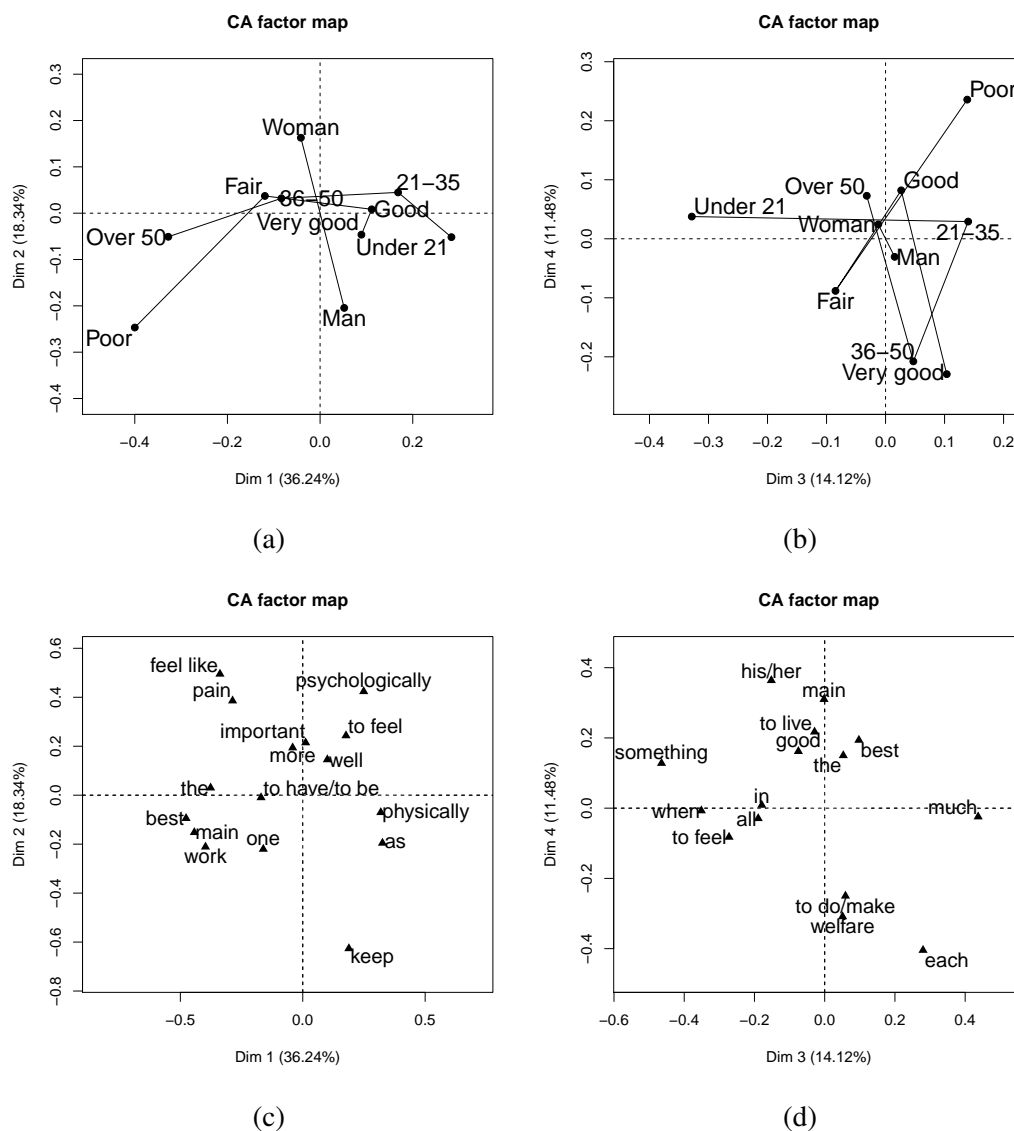 CA factor map
Dim 2 (18.34%)
0.3
0.2
0.1
0.0
−0.1
−0.2
−0.3
−0.4
Woman
Fair
36−50
21−35
Very good
Good
Over 50
Under 21
Man
Poor
−0.4
−0.2
0.0
0.2
Dim 1 (36.24%)
(a)
CA factor map
Dim 4 (11.48%)
0.3
0.2
0.1
0.0
−0.1
−0.2
Poor
Over 50
Good
Under 21
Woman
21−35
Man
Fair
36−50
Very good
−0.4
−0.3
−0.2
−0.1
0.0
0.1
0.2
Dim 3 (14.12%)
(b)
CA factor map
Dim 2 (18.34%)
0.6
0.4
0.2
0.0
−0.2
−0.4
−0.6
−0.8
feel like
pain
psychologically
important
to feel
more
well
the
to have/to be
best
physically
main
one
as
work
keep
−0.5
0.0
0.5
Dim 1 (36.24%)
(c)
CA factor map
Dim 4 (11.48%)
0.4
0.2
0.0
−0.2
−0.4
his/her
main
to live
good
something
the
best
when
in
all
much
to feel
to do/make
welfare
each
−0.6
−0.4
−0.2
0.0
0.2
0.4
Dim 3 (14.12%)
(d)